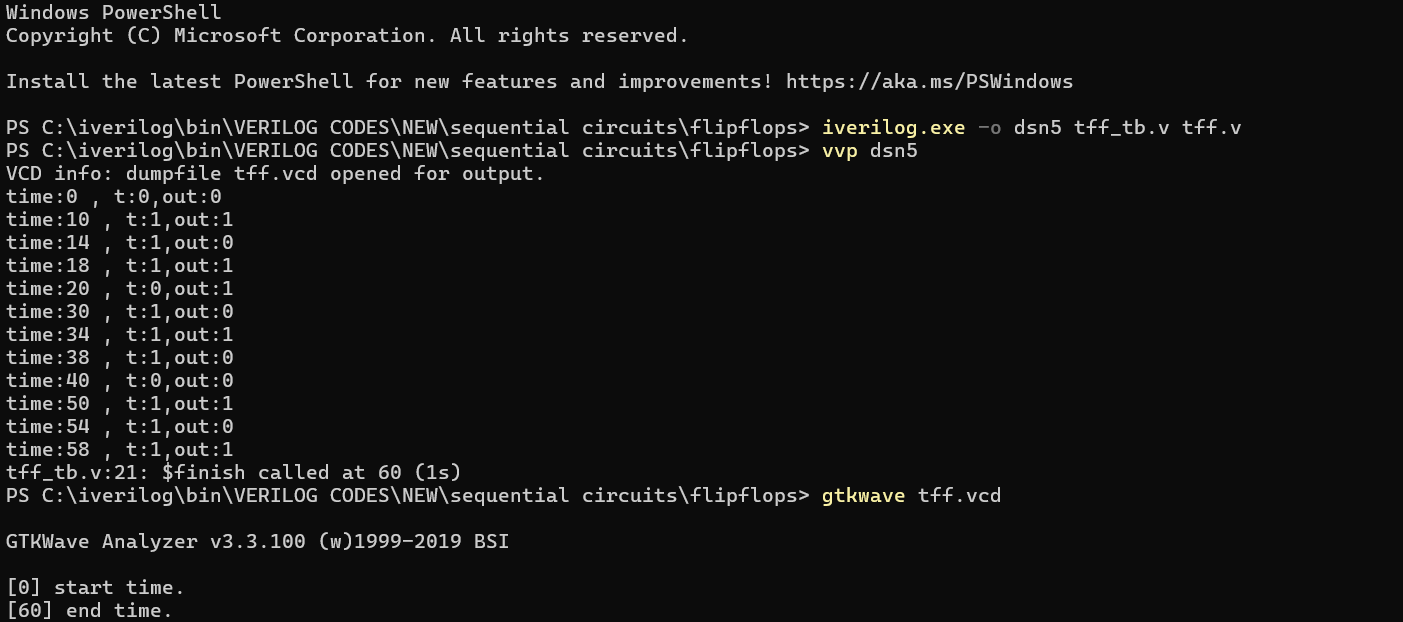 Windows PowerShell
Copyright (C) Microsoft Corporation. All rights reserved.
Install the latest PowerShell for new features and improvements! https://aka.ms/PSWindows
PS C:\iverilog\bin\VERILOG CODES\NEW\sequential circuits\flipflops> iverilog.exe -o dsn5 tff_tb.v tff.v
PS C:\iverilog\bin\VERILOG CODES\NEW\sequential circuits\flipflops> vvp dsn5
VCD info: dumpfile tff.vcd opened for output.
time:0 , t:0,out:0
time:10 , t:1,out:1
time:14 , t:1,out:0
time:18 , t:1,out:1
time:20 , t:0,out:1
time:30 , t:1,out:0
time:34 , t:1,out:1
time:38 , t:1,out:0
time:40 , t:0,out:0
time:50 , t:1,out:1
time:54 , t:1,out:0
time:58 , t:1,out:1
tff_tb.v:21: $finish called at 60 (1s)
PS C:\iverilog\bin\VERILOG CODES\NEW\sequential circuits\flipflops> gtkwave tff.vcd
GTKWave Analyzer v3.3.100 (w)1999-2019 BSI
[0] start time.
[60] end time.